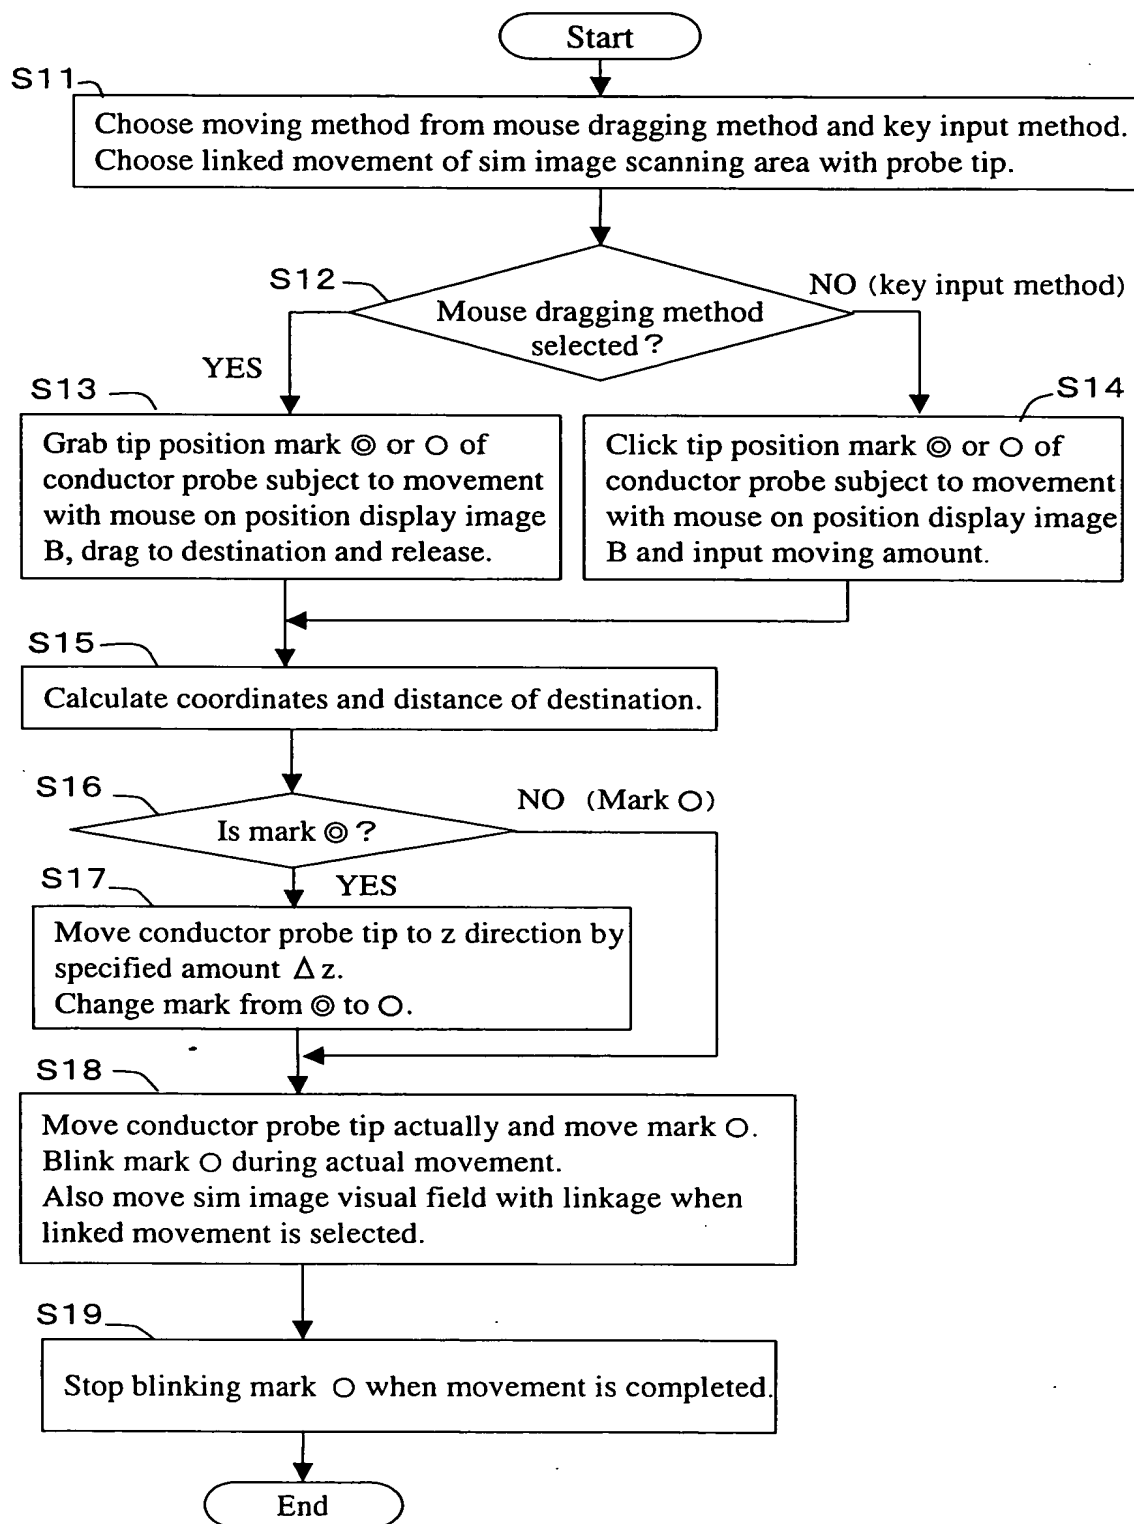 Start
S11
Choose moving method from mouse dragging method and key input method.
Choose linked movement of sim image scanning area with probe tip.
S12
NO (key input method)
Mouse dragging method
selected?
YES
S13
S14
Grab tip position mark ◎ or ○ of
conductor probe subject to movement
with mouse on position display image
B, drag to destination and release.
Click tip position mark ◎ or ○ of
conductor probe subject to movement
with mouse on position display image
B and input moving amount.
S15
Calculate coordinates and distance of destination.
S16
NO (Mark ○)
Is mark ◎?
S17
YES
Move conductor probe tip to z direction by
specified amount Δz.
Change mark from ◎ to ○.
S18
Move conductor probe tip actually and move mark ○.
Blink mark ○ during actual movement.
Also move sim image visual field with linkage when
linked movement is selected.
S19
Stop blinking mark ○ when movement is completed.
End